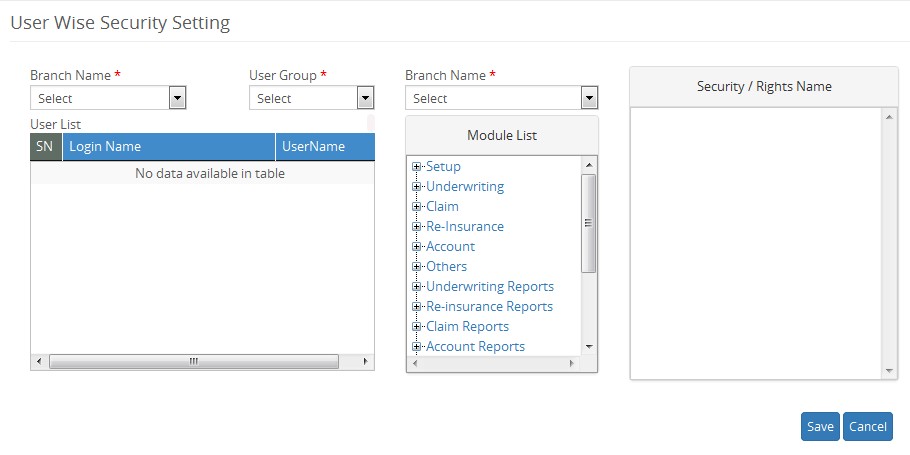 User Wise Security Setting
Branch Name *
User Group *
Branch Name *
Select
Select
Select
User List
SN Login Name UserName
No data available in table
Module List
Setup
Underwriting
Claim
Re-Insurance
Account
Others
Underwriting Reports
Re-insurance Reports
Claim Reports
Account Reports
Security / Rights Name
Save
Cancel